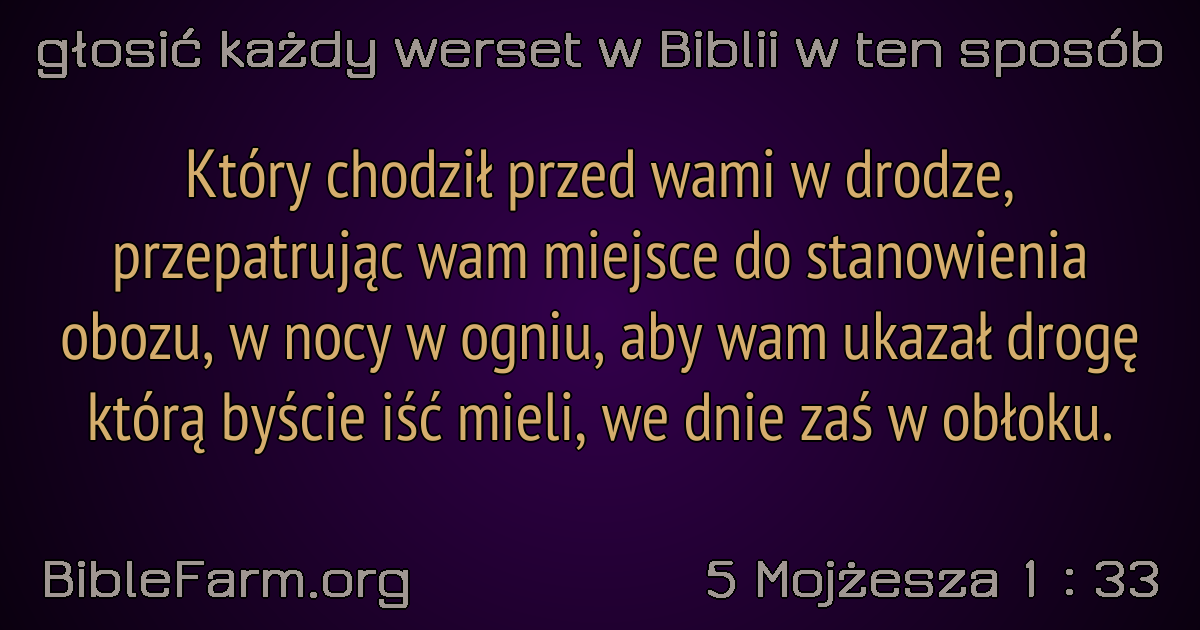 głosić każdy werset w Biblii w ten sposób
Który chodził przed wami w drodze,
przepatrując wam miejsce do stanowienia
obozu, w nocy w ogniu, aby wam ukazał drogę
którą byście iść mieli, we dnie zaś w obłoku.
BibleFarm.org
5 Mojżesza 1 : 33